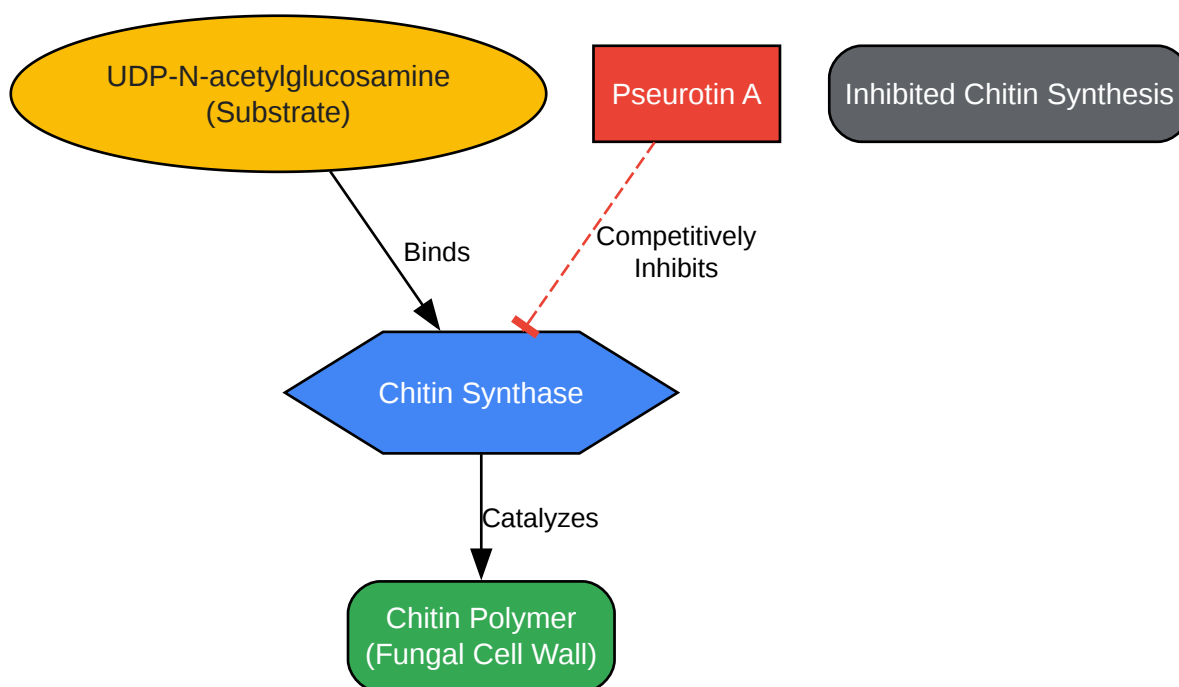 UDP-N-acetylglucosamine
(Substrate)
Pseurotin A
Inhibited Chitin Synthesis
Binds
Competitively
Inhibits
Chitin Synthase
Catalyzes
Chitin Polymer
(Fungal Cell Wall)